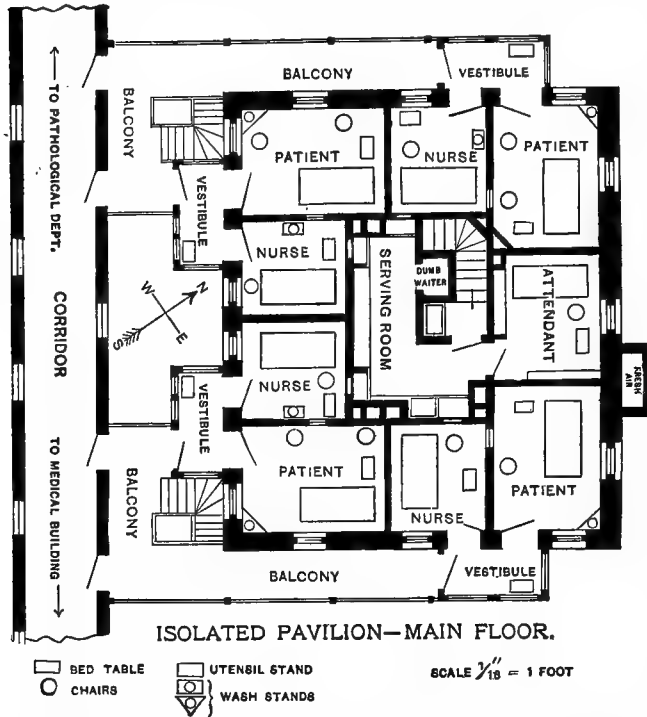 ← TO PATHOLOGICAL DEPT.
CORRIDOR
TO MEDICAL BUILDING →
BALCONY
BALCONY
VESTIBULE
VESTIBULE
PATIENT
NURSE
PATIENT
NURSE
SERVING ROOM
DUMB
WAITER
ATTENDANT
FRESH
AIR
W
N
S
E
NURSE
VESTIBULE
BALCONY
PATIENT
NURSE
PATIENT
BALCONY
VESTIBULE
ISOLATED PAVILION—MAIN FLOOR.
BED TABLE
CHAIRS
UTENSIL STAND
WASH STANDS
SCALE 1/18" = 1 FOOT